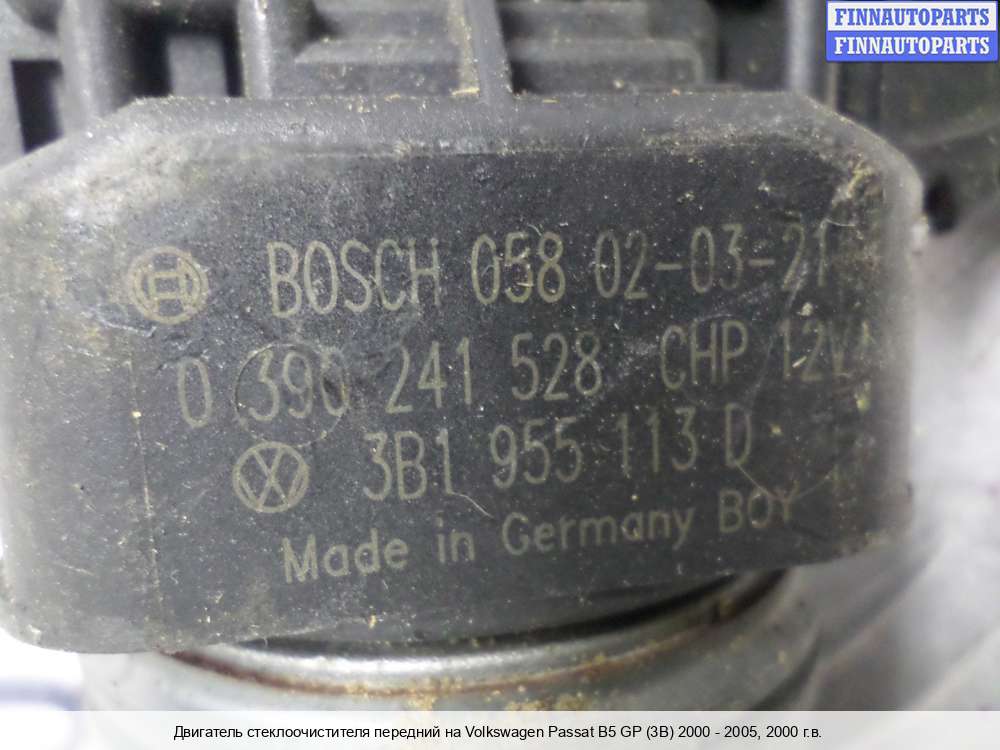 FINNAUTOPARTS
FINNAUTOPARTS
BOSCH 058 02-03-21
0 390 241 528 CHP 12V
3B1 955 113 D
Made in Germany BOY
Двигатель стеклоочистителя передний на Volkswagen Passat B5 GP (3B) 2000 - 2005, 2000 г.в.